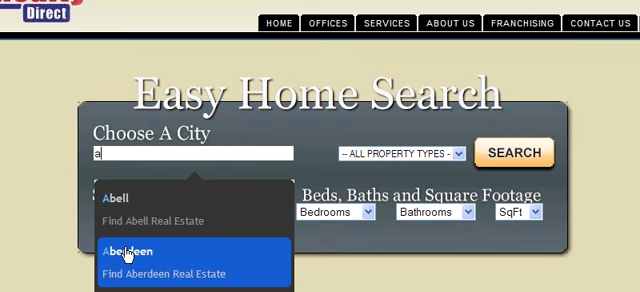 Direct
HOME OFFICES SERVICES ABOUT US FRANCHISING CONTACT US
Easy Home Search
Choose A City
a
-- ALL PROPERTY TYPES --
SEARCH
Beds, Baths and Square Footage
Bedrooms Bathrooms SqFt
Abell
Find Abell Real Estate
Aberdeen
Find Aberdeen Real Estate